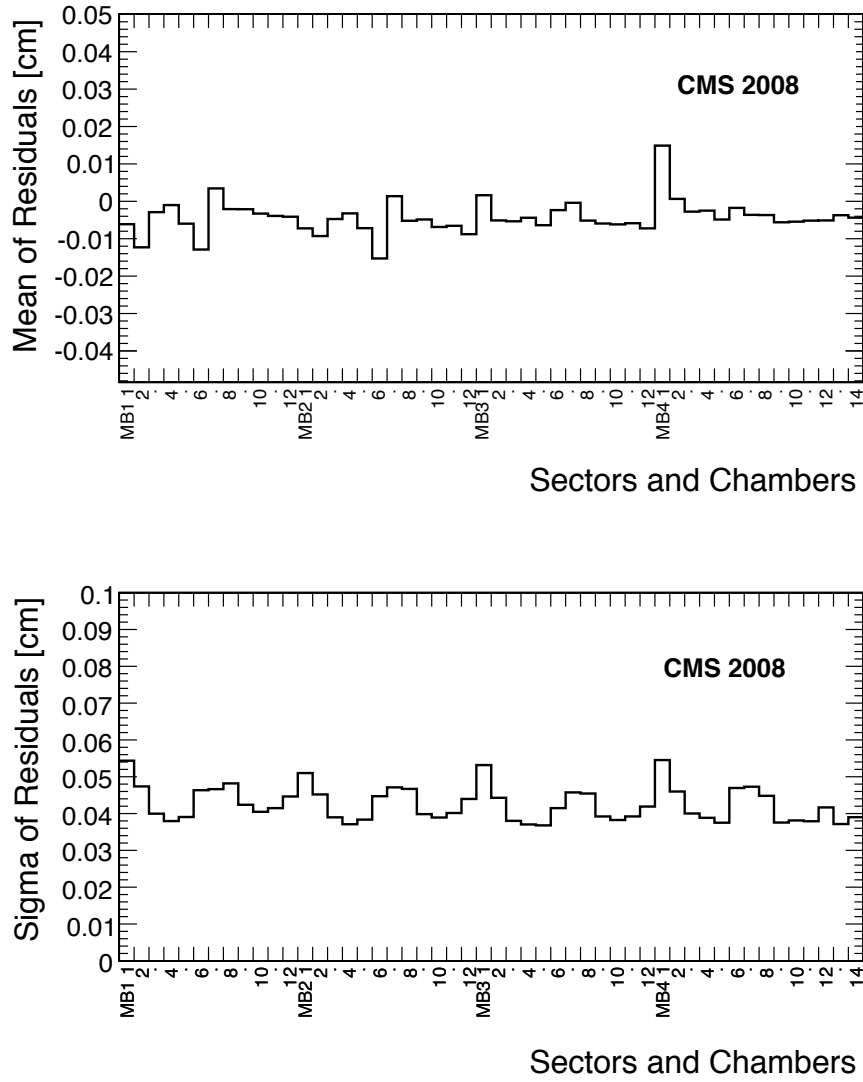 0.05
0.04
0.03
0.02
0.01
0
-0.01
-0.02
-0.03
-0.04
Mean of Residuals [cm]
CMS 2008
MB1 1 2 . 4 . 6 . 8 . 10 . 12 MB2 1 2 . 4 . 6 . 8 . 10 . 12 MB3 1 2 . 4 . 6 . 8 . 10 . 12 MB4 1 2 . 4 . 6 . 8 . 10 . 12 . 14
Sectors and Chambers
0.1
0.09
0.08
0.07
0.06
0.05
0.04
0.03
0.02
0.01
0
Sigma of Residuals [cm]
CMS 2008
MB1 1 2 . 4 . 6 . 8 . 10 . 12 MB2 1 2 . 4 . 6 . 8 . 10 . 12 MB3 1 2 . 4 . 6 . 8 . 10 . 12 MB4 1 2 . 4 . 6 . 8 . 10 . 12 . 14
Sectors and Chambers